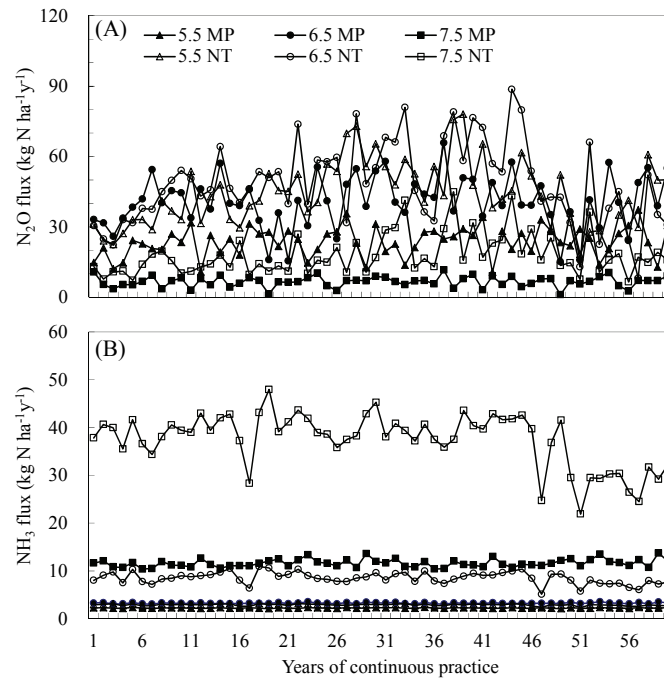 (A)
5.5 MP 6.5 MP 7.5 MP
5.5 NT 6.5 NT 7.5 NT
120
90
60
30
0
N₂O flux (kg N ha⁻¹y⁻¹)
(B)
60
50
40
30
20
10
0
NH₃ flux (kg N ha⁻¹y⁻¹)
1 6 11 16 21 26 31 36 41 46 51 56
Years of continuous practice